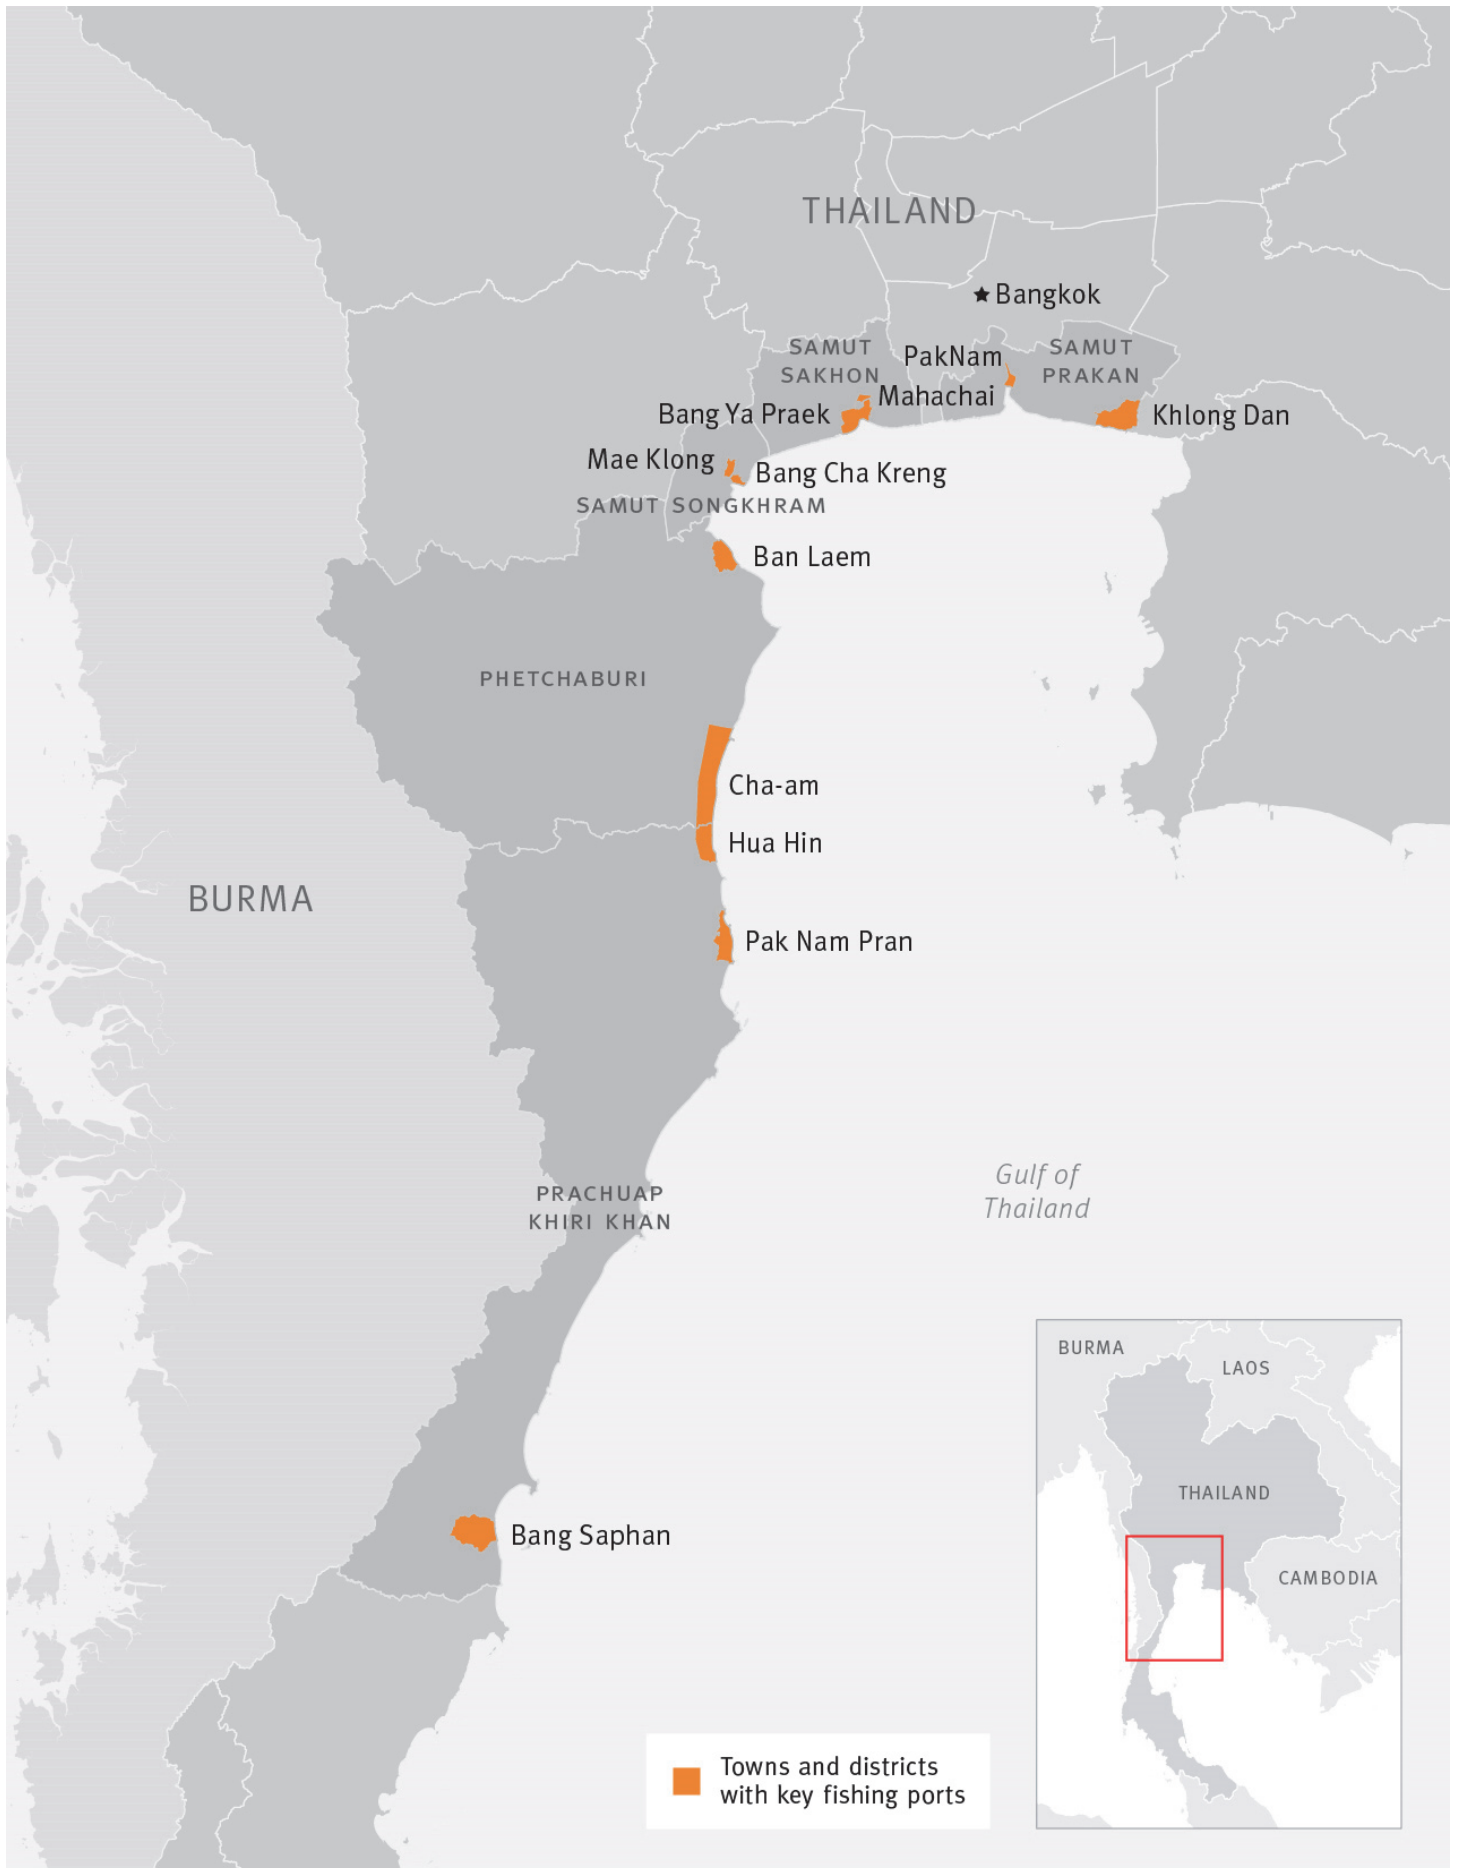 THAILAND
Bangkok
SAMUT
SAKHON
PakNam
SAMUT
PRAKAN
Mahachai
Bang Ya Praek
Khlong Dan
Mae Klong
Bang Cha Kreng
SAMUT SONGKHRAM
Ban Laem
PHETCHABURI
Cha-am
Hua Hin
BURMA
Pak Nam Pran
Gulf of
Thailand
PRACHUAP
KHIRI KHAN
Bang Saphan
BURMA
LAOS
THAILAND
CAMBODIA
Towns and districts
with key fishing ports